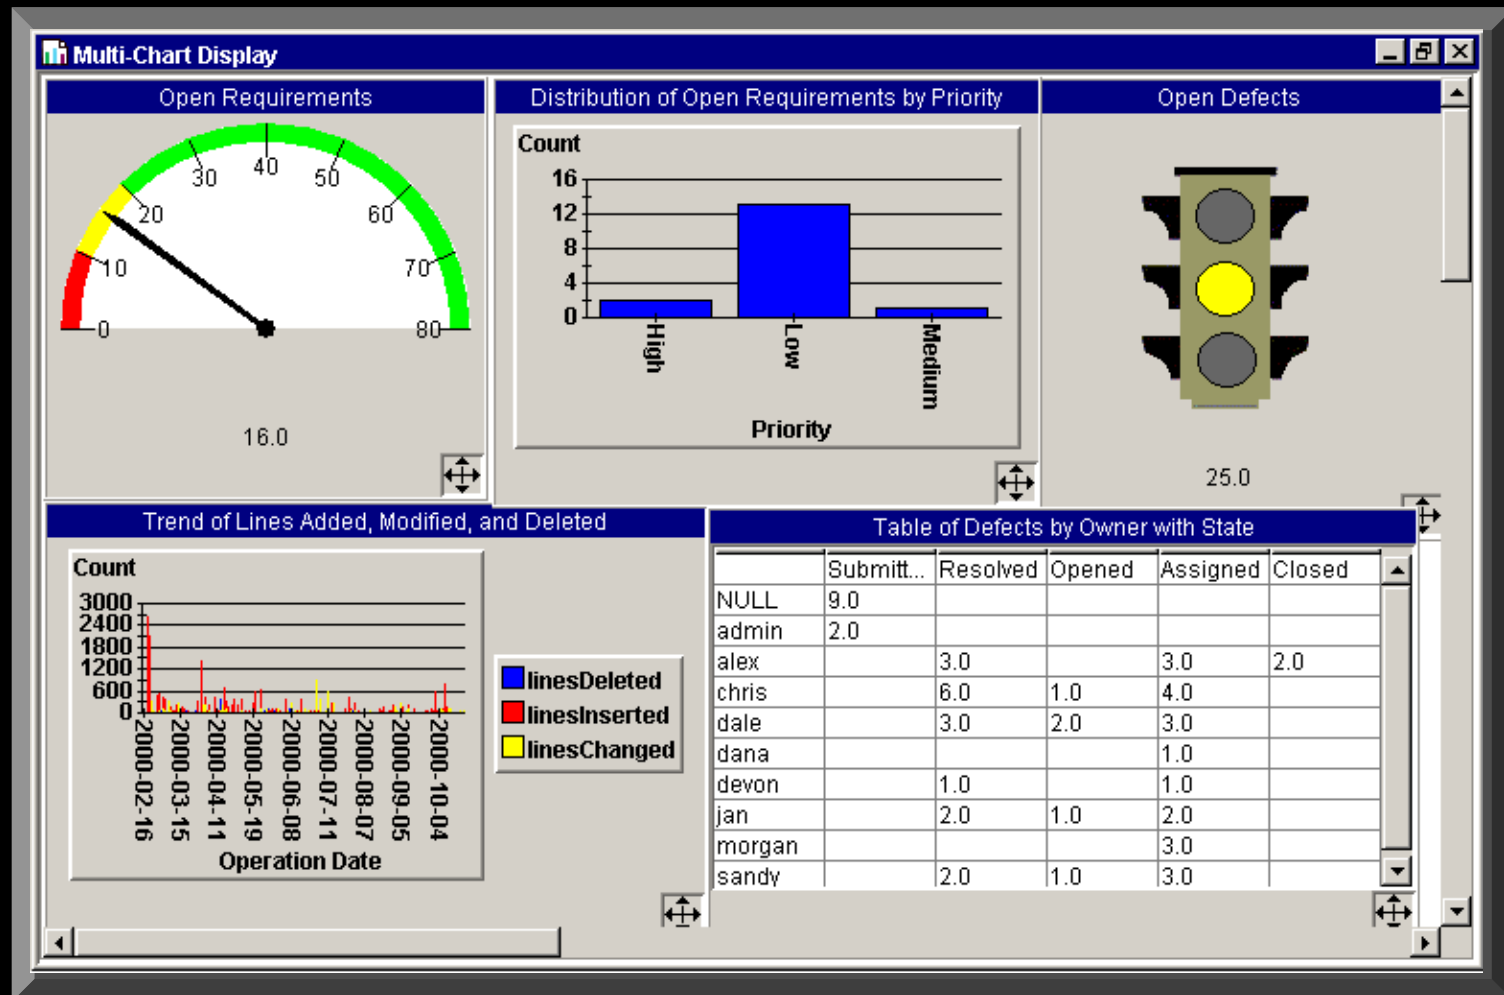 Multi-Chart Display
Open Requirements
0
10
20
30
40
50
60
70
80
16.0
Distribution of Open Requirements by Priority
Count
16
12
8
4
0
High
Low
Medium
Priority
Open Defects
25.0
Trend of Lines Added, Modified, and Deleted
Count
3000
2400
1800
1200
600
0
2000-02-16
2000-03-15
2000-04-11
2000-05-19
2000-06-08
2000-07-11
2000-08-07
2000-09-05
2000-10-04
Operation Date
linesDeleted
linesInserted
linesChanged
Table of Defects by Owner with State
Submitt... Resolved Opened Assigned Closed
NULL 9.0
admin 2.0
alex 3.0 3.0 2.0
chris 6.0 1.0 4.0
dale 3.0 2.0 3.0
dana 1.0
devon 1.0 1.0
jan 2.0 1.0 2.0
morgan 3.0
sandy 2.0 1.0 3.0